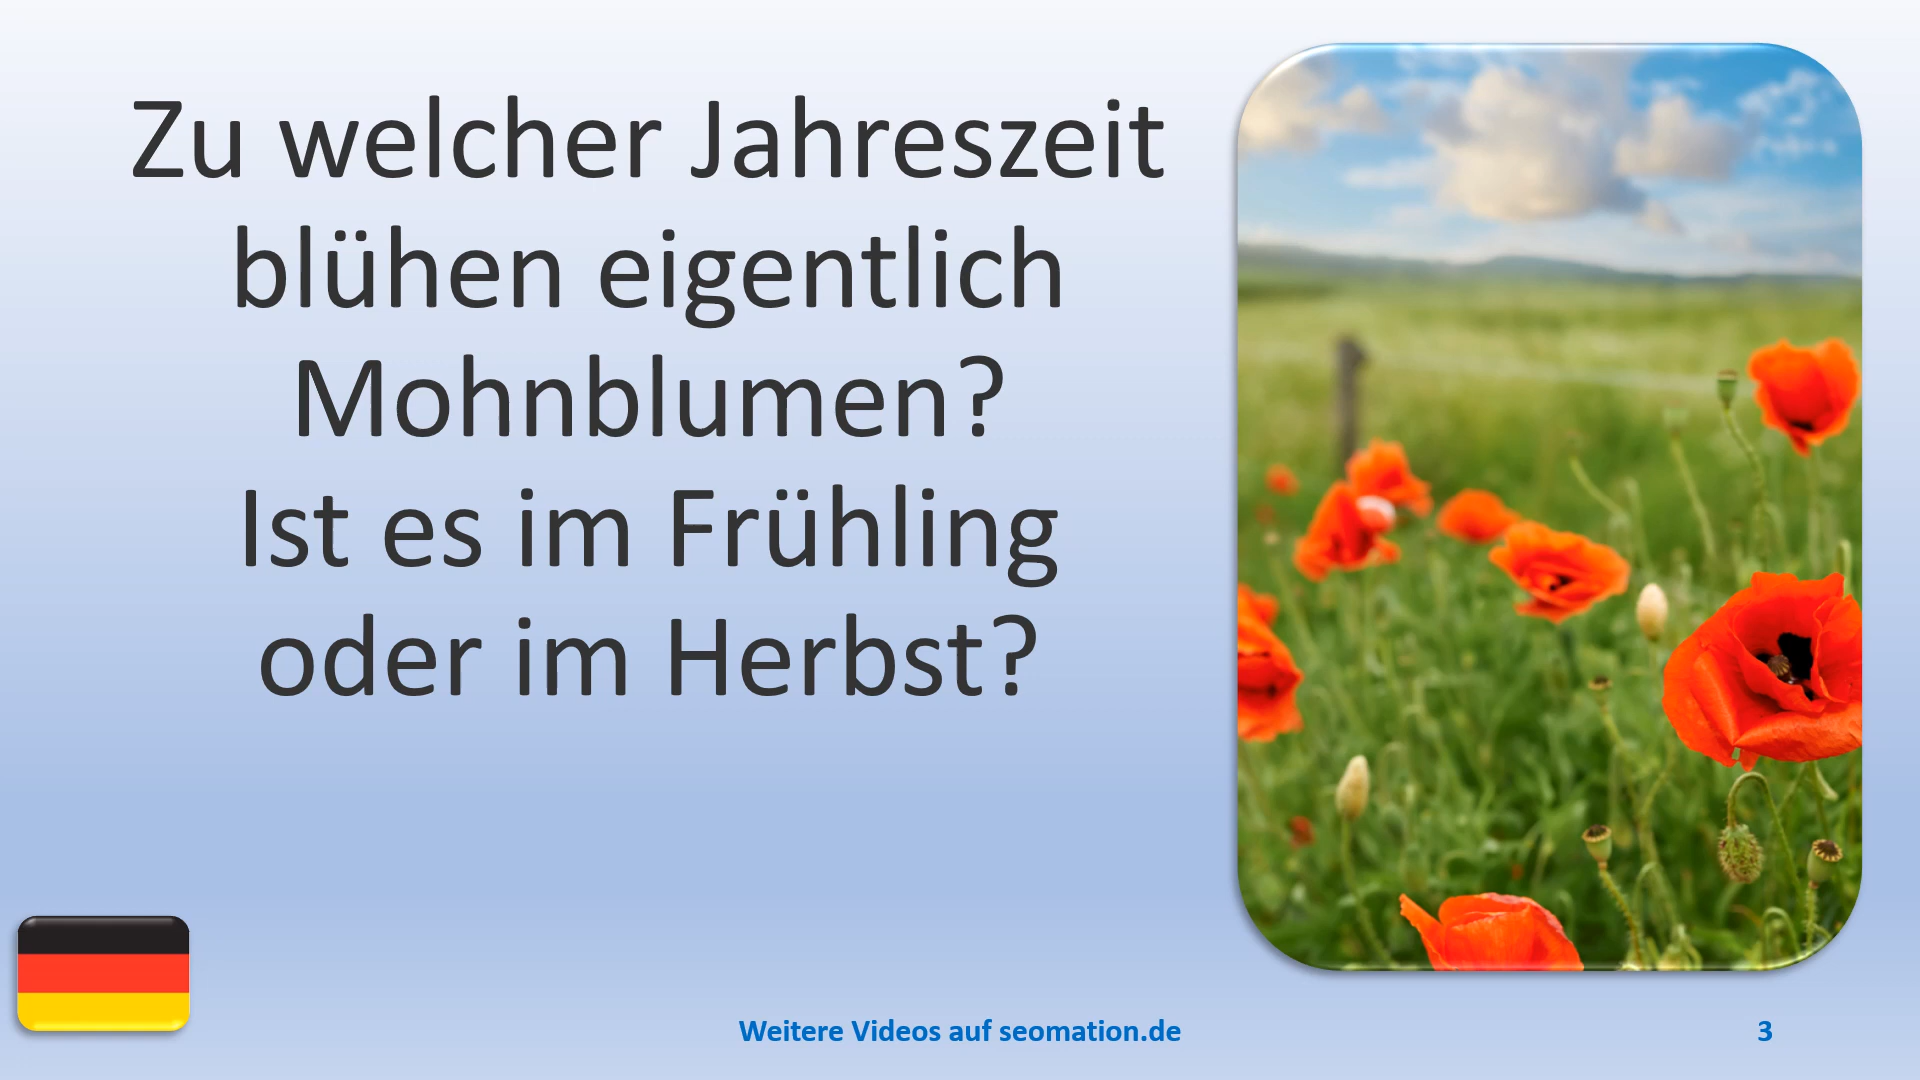 Zu welcher Jahreszeit
blühen eigentlich
Mohnblumen?
Ist es im Frühling
oder im Herbst?
Weitere Videos auf seomation.de
3